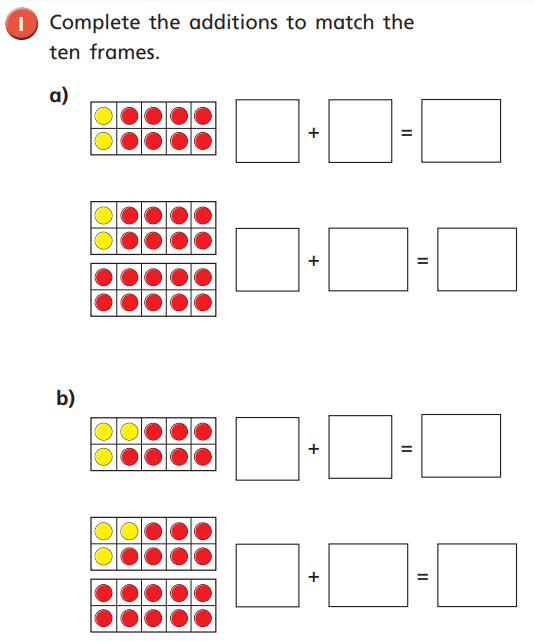 1 Complete the additions to match the
ten frames.
a)
+ =
+ =
b)
+ =
+ =